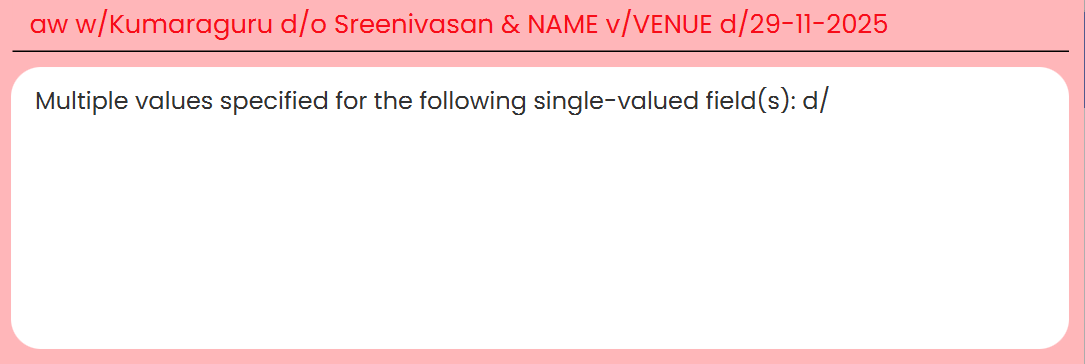 aw w/Kumaraguru d/o Sreenivasan & NAME v/VENUE d/29-11-2025
Multiple values specified for the following single-valued field(s): d/